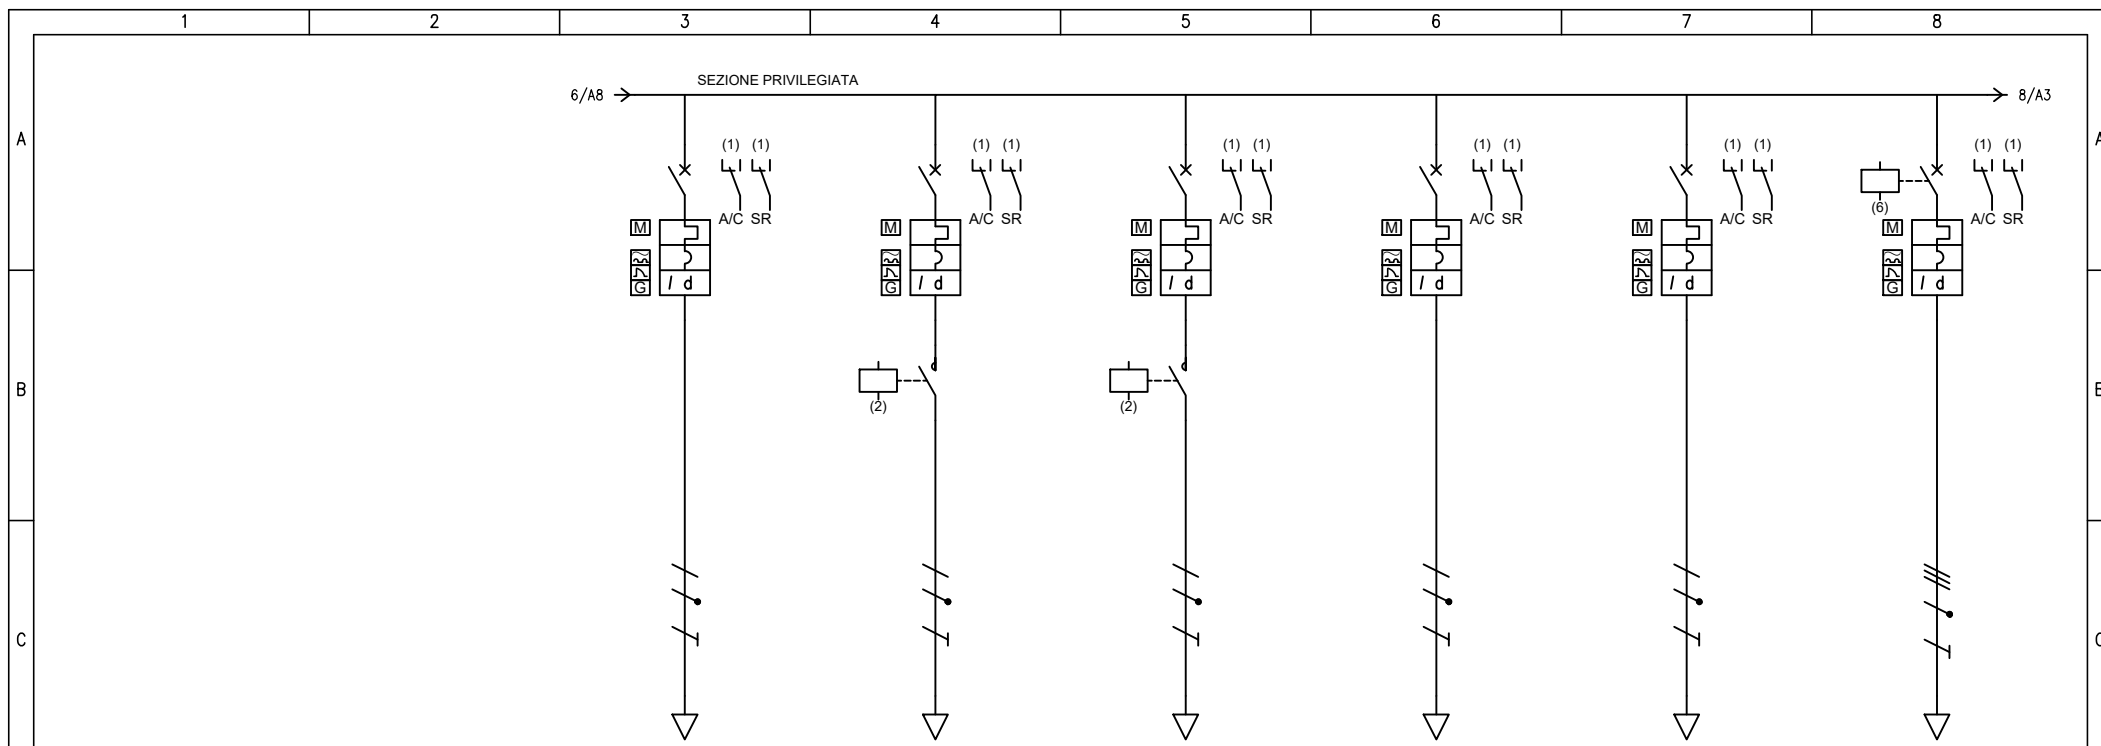 1 2 3 4 5 6 7 8
SEZIONE PRIVILEGIATA
6/A8 8/A3
A A
(1) (1) (1) (1) (1) (1) (1) (1) (1) (1) (1) (1)
(6)
A/C SR A/C SR A/C SR A/C SR A/C SR A/C SR
M M M M M M
I d I d I d I d I d I d
G G G G G G
B B
(2) (2)
C C